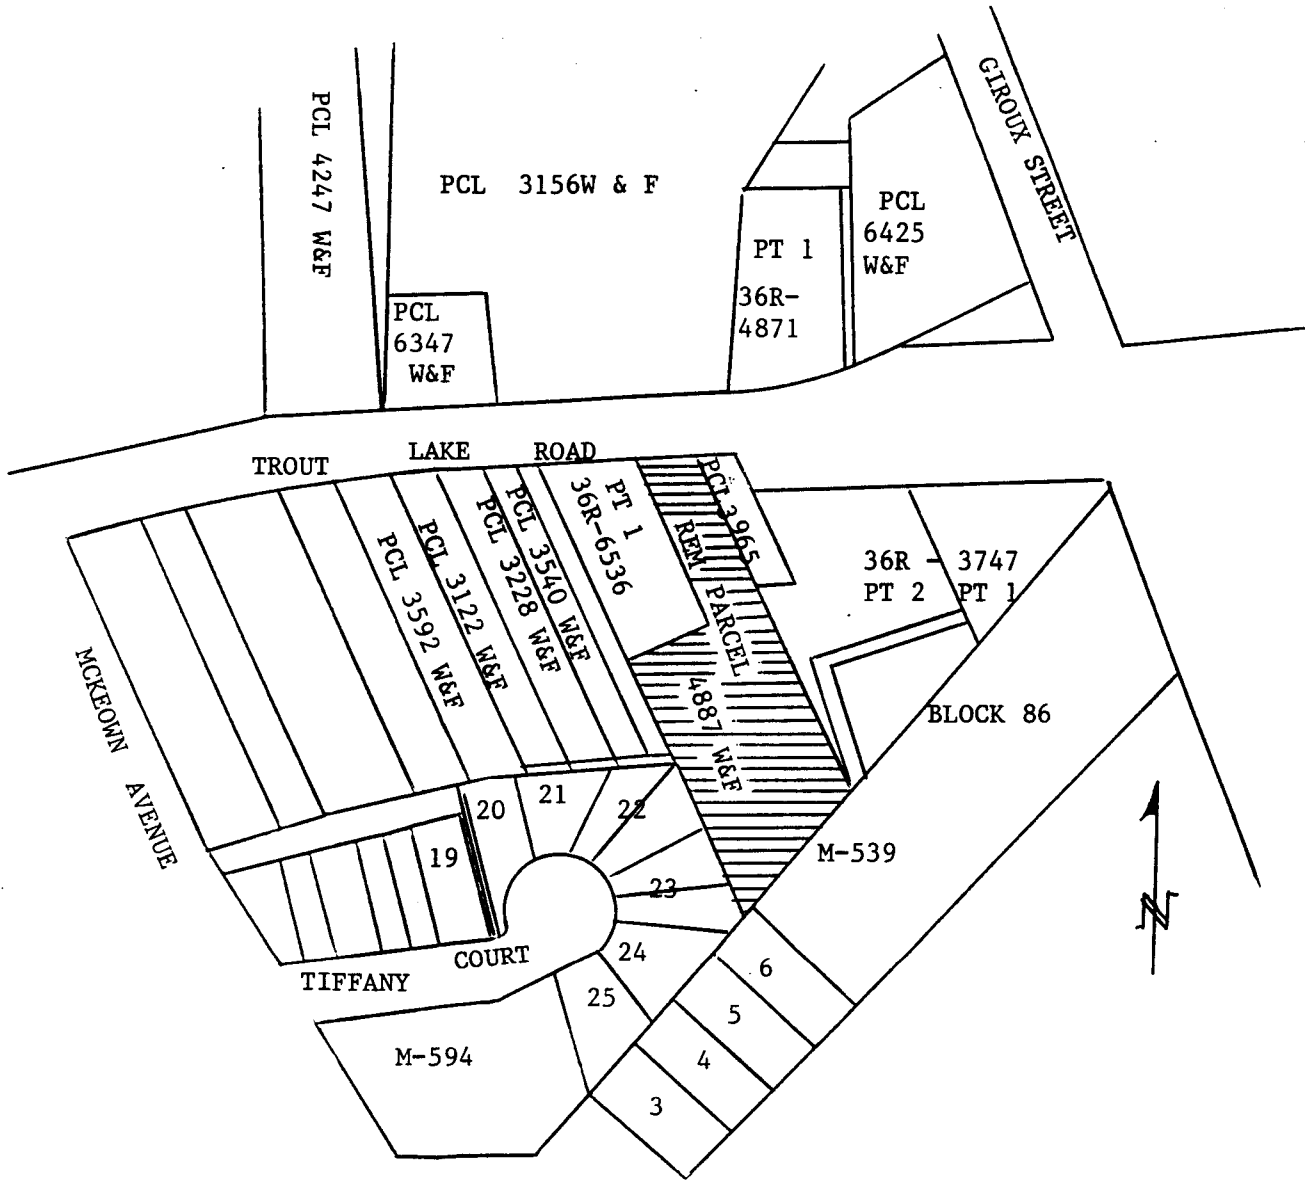 GIROUX STREET
PCL 4247 W&F
PCL 3156W & F
PCL
6425
W&F
PT 1
36R-
4871
PCL
6347
W&F
TROUT LAKE ROAD
PCL 3592 W&F
PCL 3122 W&F
PCL 3228 W&F
PCL 3540 W&F
PT 1
36R-6536
REM PARCEL
4887 W&F
PCL 3965
36R - 3747
PT 2 PT 1
MCKEOWN AVENUE
BLOCK 86
M-539
19
20
21
22
23
24
25
TIFFANY COURT
M-594
6
5
4
3
N